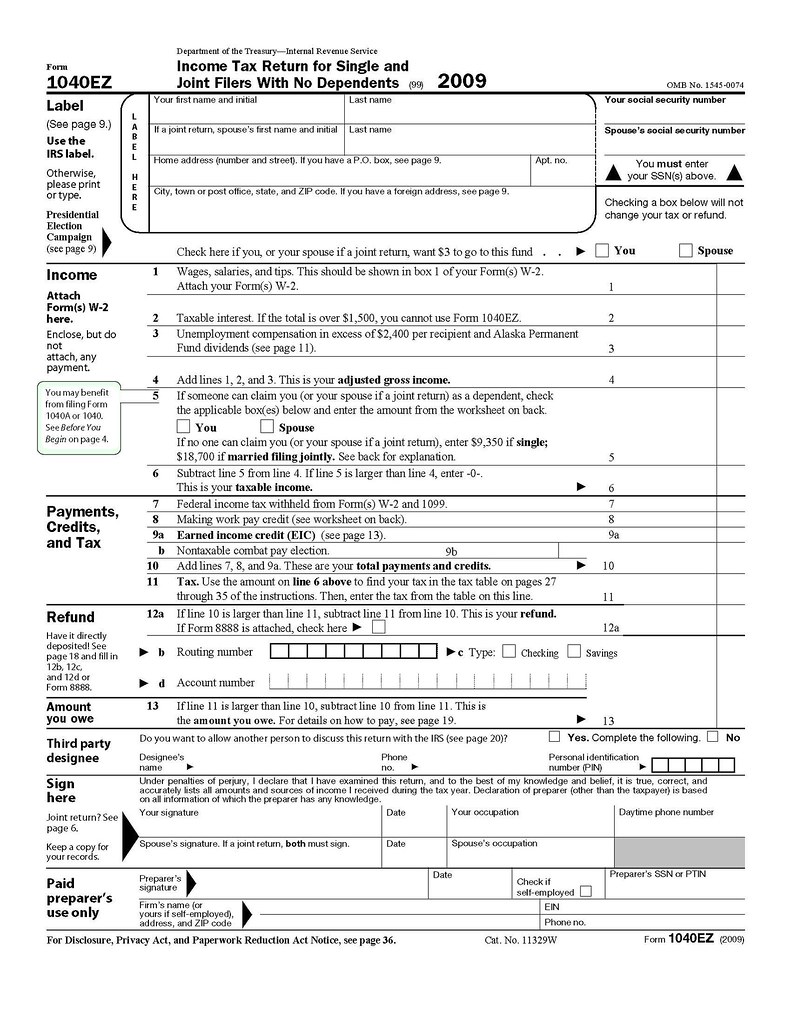 Department of the Treasury—Internal Revenue Service
Form
1040EZ
Income Tax Return for Single and
Joint Filers With No Dependents (99) 2009
OMB No. 1545-0074
Label
(See page 9.)
Use the
IRS label.
Otherwise,
please print
or type.
Presidential
Election
Campaign
(see page 9)
L
A
B
E
L
H
E
R
E
Your first name and initial
Last name
Your social security number
If a joint return, spouse's first name and initial
Last name
Spouse's social security number
Home address (number and street). If you have a P.O. box, see page 9.
Apt. no.
You must enter
your SSN(s) above.
City, town or post office, state, and ZIP code. If you have a foreign address, see page 9.
Checking a box below will not
change your tax or refund.
Check here if you, or your spouse if a joint return, want $3 to go to this fund . . ▶ You Spouse
Income
Attach
Form(s) W-2
here.
Enclose, but do
not
attach, any
payment.
You may benefit
from filing Form
1040A or 1040.
See Before You
Begin on page 4.
1 Wages, salaries, and tips. This should be shown in box 1 of your Form(s) W-2.
Attach your Form(s) W-2. 1
2 Taxable interest. If the total is over $1,500, you cannot use Form 1040EZ. 2
3 Unemployment compensation in excess of $2,400 per recipient and Alaska Permanent
Fund dividends (see page 11). 3
4 Add lines 1, 2, and 3. This is your adjusted gross income. 4
5 If someone can claim you (or your spouse if a joint return) as a dependent, check
the applicable box(es) below and enter the amount from the worksheet on back.
You Spouse
If no one can claim you (or your spouse if a joint return), enter $9,350 if single;
$18,700 if married filing jointly. See back for explanation. 5
6 Subtract line 5 from line 4. If line 5 is larger than line 4, enter -0-.
This is your taxable income. ▶ 6
Payments,
Credits,
and Tax
7 Federal income tax withheld from Form(s) W-2 and 1099. 7
8 Making work pay credit (see worksheet on back). 8
9a Earned income credit (EIC) (see page 13). 9a
b Nontaxable combat pay election. 9b
10 Add lines 7, 8, and 9a. These are your total payments and credits. ▶ 10
11 Tax. Use the amount on line 6 above to find your tax in the tax table on pages 27
through 35 of the instructions. Then, enter the tax from the table on this line. 11
Refund
Have it directly
deposited! See
page 18 and fill in
12b, 12c,
and 12d or
Form 8888.
12a If line 10 is larger than line 11, subtract line 11 from line 10. This is your refund.
If Form 8888 is attached, check here ▶ 12a
▶ b Routing number ▶c Type: Checking Savings
▶ d Account number
Amount
you owe
13 If line 11 is larger than line 10, subtract line 10 from line 11. This is
the amount you owe. For details on how to pay, see page 19. ▶ 13
Third party
designee
Do you want to allow another person to discuss this return with the IRS (see page 20)? Yes. Complete the following. No
Designee's
name ▶
Phone
no. ▶
Personal identification
number (PIN) ▶
Sign
here
Joint return? See
page 6.
Keep a copy for
your records.
Under penalties of perjury, I declare that I have examined this return, and to the best of my knowledge and belief, it is true, correct, and
accurately lists all amounts and sources of income I received during the tax year. Declaration of preparer (other than the taxpayer) is based
on all information of which the preparer has any knowledge.
Your signature
Date
Your occupation
Daytime phone number
Spouse's signature. If a joint return, both must sign.
Date
Spouse's occupation
Paid
preparer's
use only
Preparer's
signature
Date
Check if
self-employed
Preparer's SSN or PTIN
Firm's name (or
yours if self-employed),
address, and ZIP code
EIN
Phone no.
For Disclosure, Privacy Act, and Paperwork Reduction Act Notice, see page 36. Cat. No. 11329W Form 1040EZ (2009)